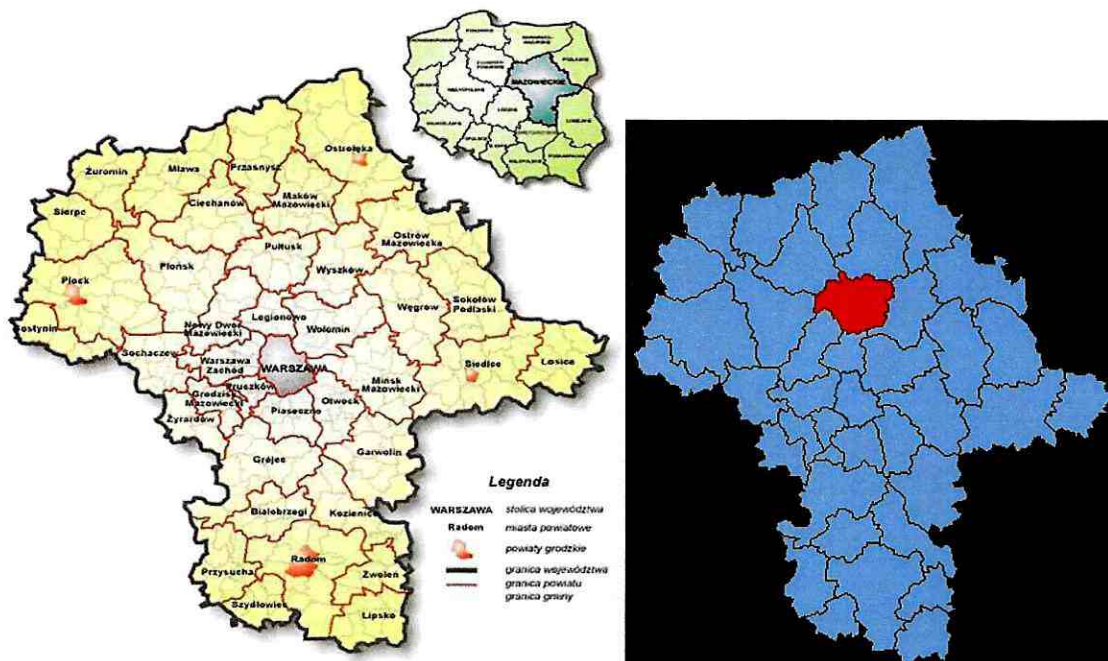 MAZOWIECKIE
Ostrołęka
Żuromin
Mława
Przasnysz
Ciechanów
Maków
Mazowiecki
Sierpc
Ostrów
Mazowiecka
Pułtusk
Płońsk
Wyszków
Płock
Węgrów
Sokołów
Podlaski
Legionowo
Nowy Dwór
Mazowiecki
Wołomin
Gostynin
Sochaczew
Warszawa
Zachód
WARSZAWA
Siedlce
Łosice
Pruszków
Mińsk
Mazowiecki
Grodzisk
Mazowiecki
Otwock
Piaseczno
Żyrardów
Grójec
Garwolin
Białobrzegi
Kozienice
Radom
Przysucha
Zwoleń
Szydłowiec
Lipsko
Legenda
WARSZAWA stolica województwa
Radom miasta powiatowe
powiaty grodzkie
granica województwa
granica powiatu
granica gminy